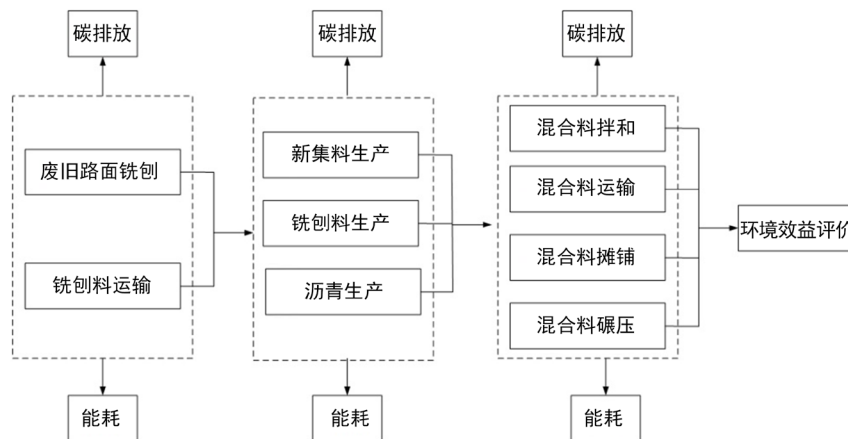 碳排放
碳排放
碳排放
废旧路面铣刨
铣刨料运输
新集料生产
铣刨料生产
沥青生产
混合料拌和
混合料运输
混合料摊铺
混合料碾压
环境效益评价
能耗
能耗
能耗